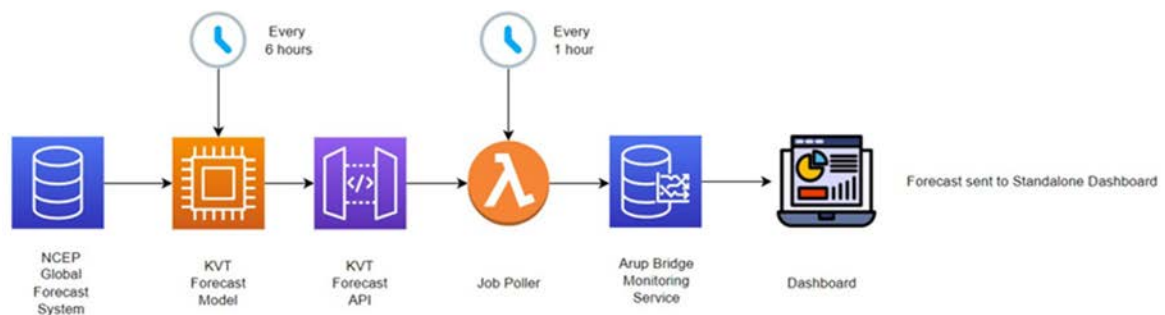 Every
6 hours
Every
1 hour
</>
λ
Forecast sent to Standalone Dashboard
NCEP
Global
Forecast
System
KVT
Forecast
Model
KVT
Forecast
API
Job Poller
Arup Bridge
Monitoring
Service
Dashboard